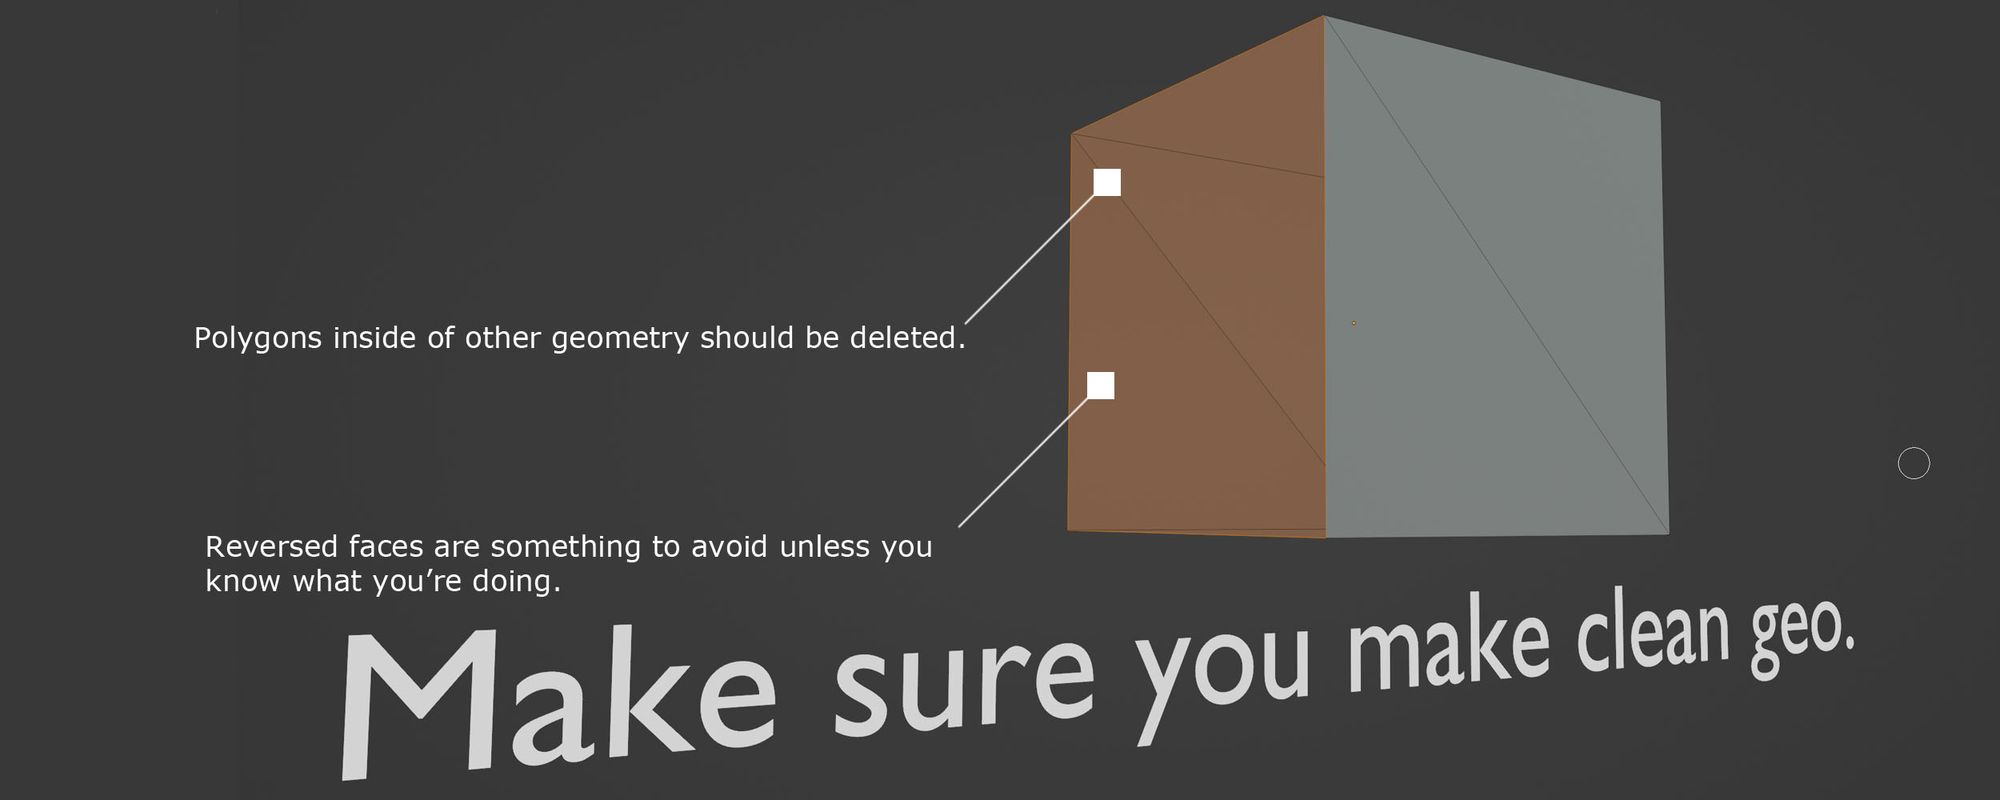 Polygons inside of other geometry should be deleted.
Reversed faces are something to avoid unless you
know what you’re doing.
Make sure you make clean geo.